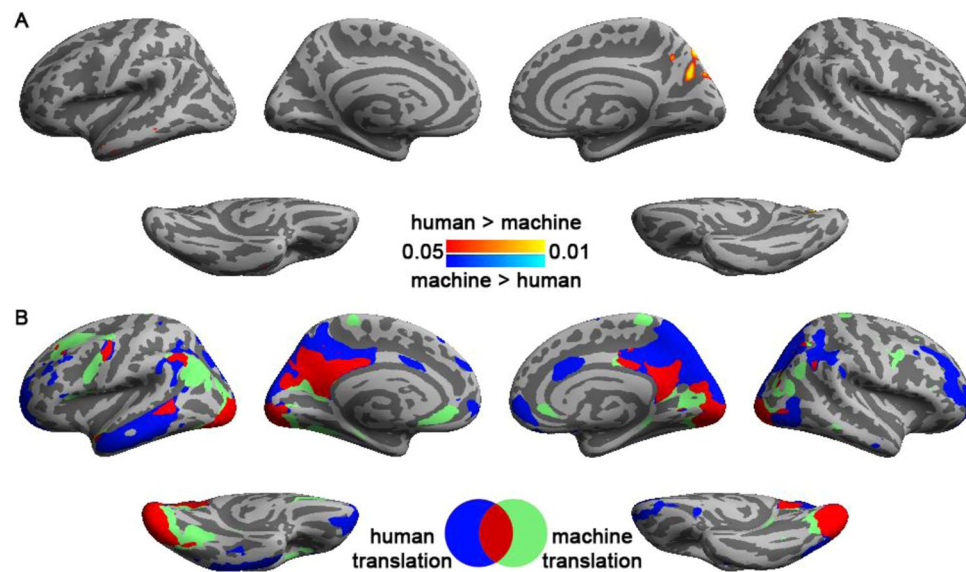 A
human > machine
0.05 0.01
machine > human
B
human translation
machine translation